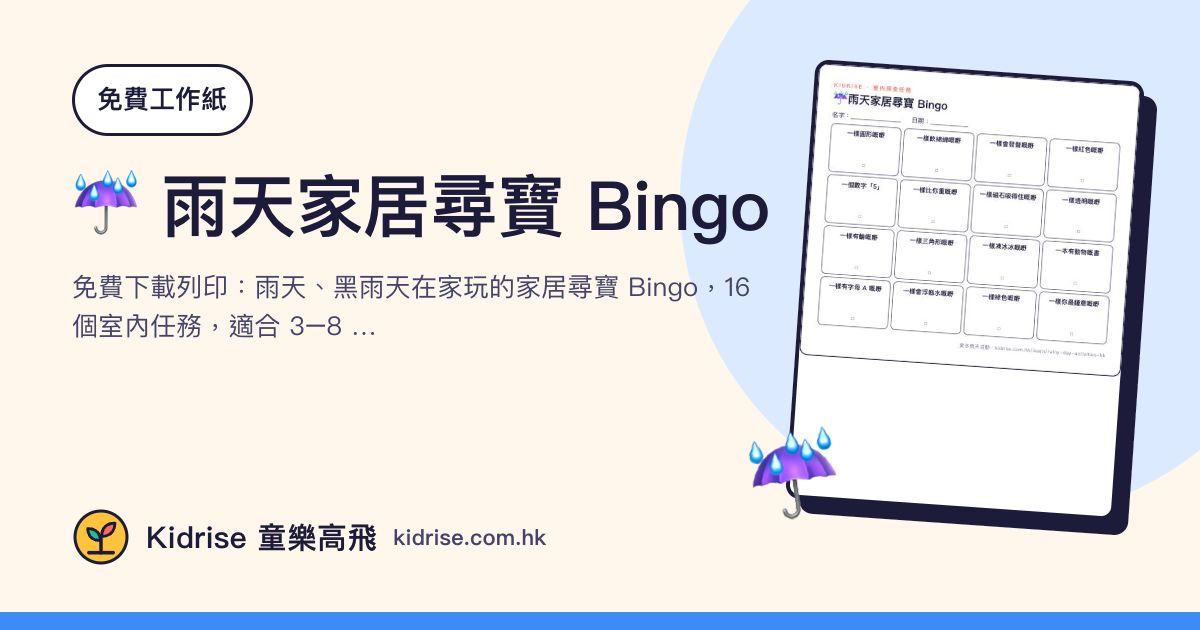 免費工作紙
雨天家居尋寶 Bingo
免費下載列印：雨天、黑雨天在家玩的家居尋寶 Bingo，16
個室內任務，適合 3–8 ...
Kidrise 童樂高飛 kidrise.com.hk
雨天家居尋寶 Bingo
名字： 日期：
一樣圓形嘅嘢 一樣軟綿綿嘅嘢 一樣會發聲嘅嘢 一樣紅色嘅嘢
一個數字「5」 一樣比你重嘅嘢 一樣磁石吸得住嘅嘢 一樣透明嘅嘢
一樣有輪嘅嘢 一樣三角形嘅嘢 一樣凍冰冰嘅嘢 一本有動物嘅書
一樣有字母 A 嘅嘢 一樣會浮喺水嘅嘢 一樣綠色嘅嘢 一樣你最鍾意嘅嘢